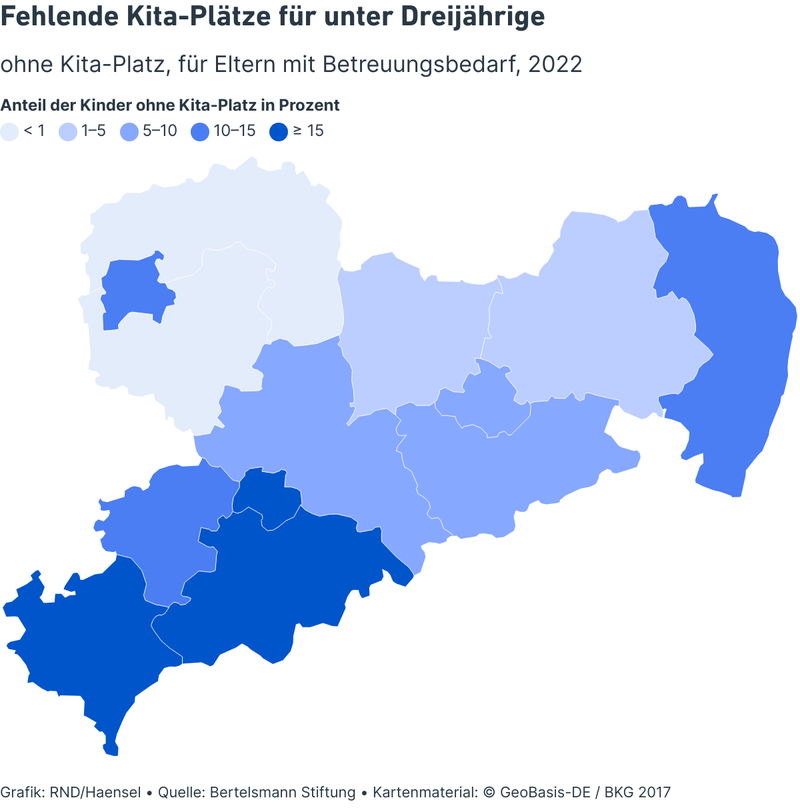 Fehlende Kita-Plätze für unter Dreijährige
ohne Kita-Platz, für Eltern mit Betreuungsbedarf, 2022
Anteil der Kinder ohne Kita-Platz in Prozent
< 1 1–5 5–10 10–15 ≥ 15
Grafik: RND/Haensel • Quelle: Bertelsmann Stiftung • Kartenmaterial: © GeoBasis-DE / BKG 2017